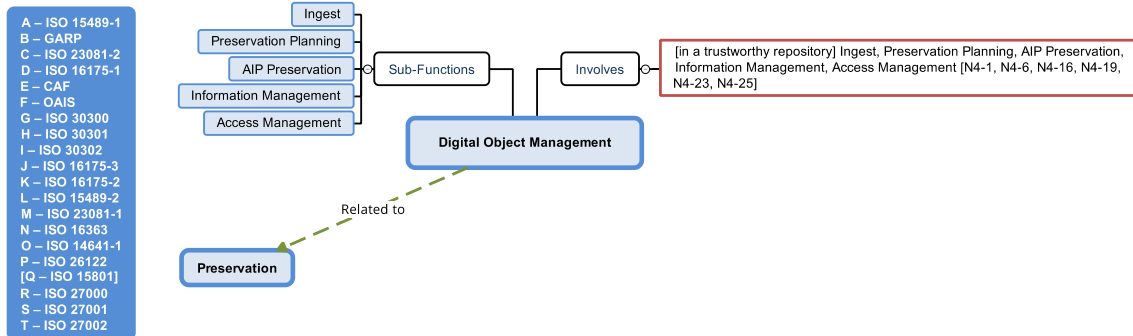 A – ISO 15489-1
B – GARP
C – ISO 23081-2
D – ISO 16175-1
E – CAF
F – OAIS
G – ISO 30300
H – ISO 30301
I – ISO 30302
J – ISO 16175-3
K – ISO 16175-2
L – ISO 15489-2
M – ISO 23081-1
N – ISO 16363
O – ISO 14641-1
P – ISO 26122
[Q – ISO 15801]
R – ISO 27000
S – ISO 27001
T – ISO 27002
Ingest
Preservation Planning
AIP Preservation
Information Management
Access Management
Sub-Functions
Involves
[in a trustworthy repository] Ingest, Preservation Planning, AIP Preservation,
Information Management, Access Management [N4-1, N4-6, N4-16, N4-19,
N4-23, N4-25]
Digital Object Management
Related to
Preservation